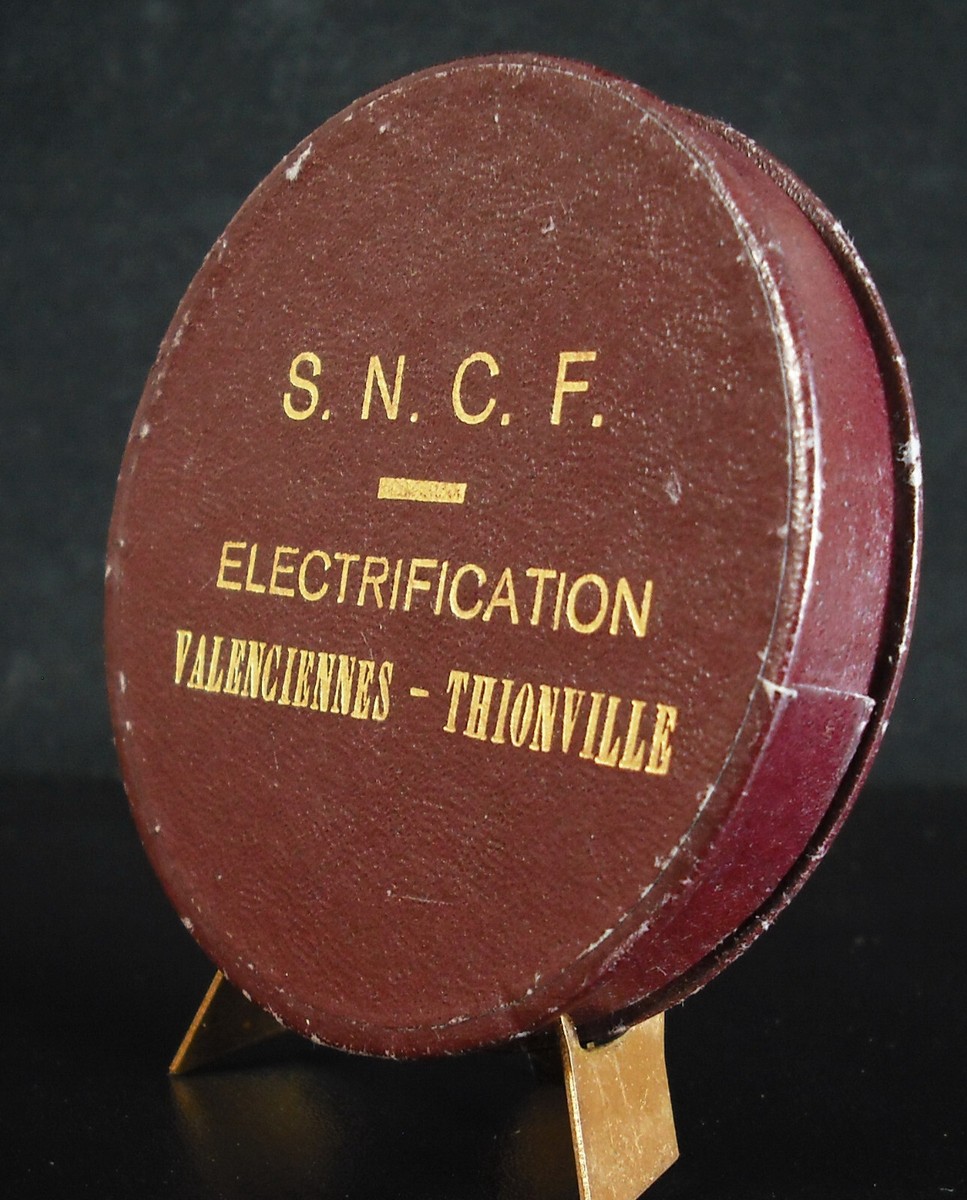 S. N. C. F.
ELECTRIFICATION
VALENCIENNES - THIONVILLE